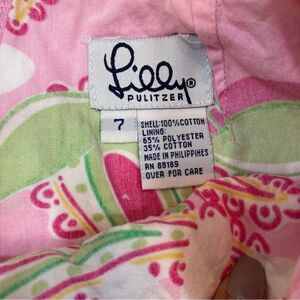 Lilly®
PULITZER
7
SHELL:100%COTTON
LINING:
65% POLYESTER
35% COTTON
MADE IN PHILIPPINES
RN 88189
OVER FOR CARE